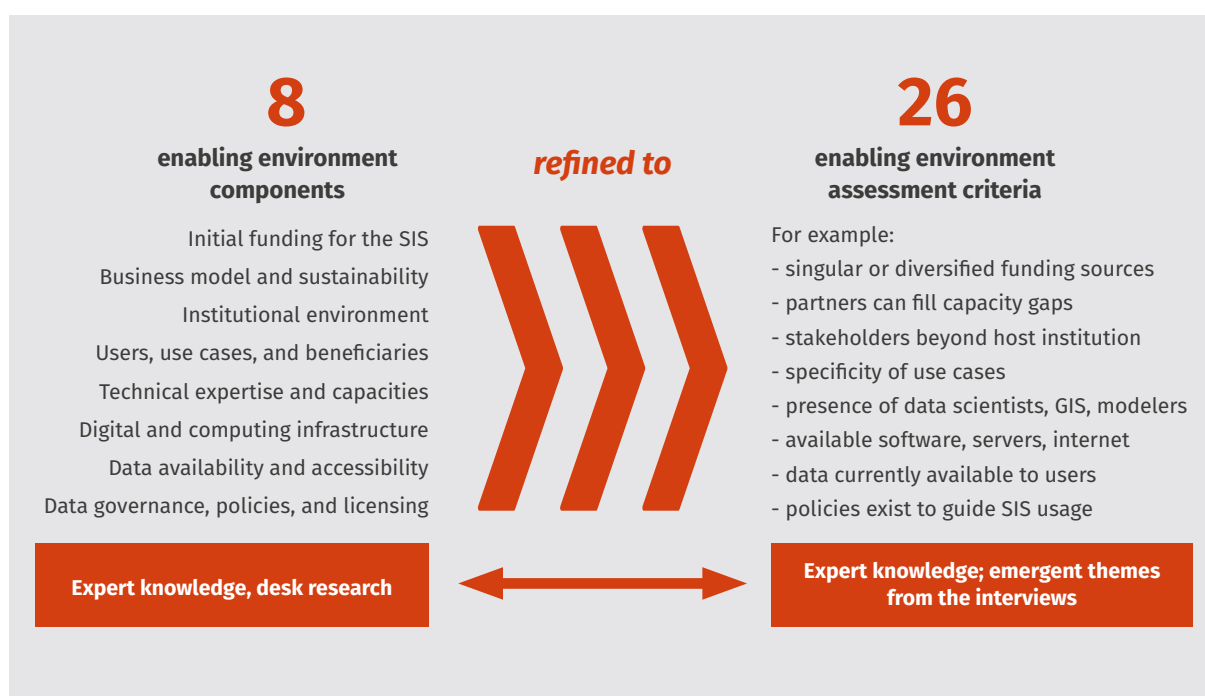 8
enabling environment
components
Initial funding for the SIS
Business model and sustainability
Institutional environment
Users, use cases, and beneficiaries
Technical expertise and capacities
Digital and computing infrastructure
Data availability and accessibility
Data governance, policies, and licensing
Expert knowledge, desk research
refined to
26
enabling environment
assessment criteria
For example:
- singular or diversified funding sources
- partners can fill capacity gaps
- stakeholders beyond host institution
- specificity of use cases
- presence of data scientists, GIS, modelers
- available software, servers, internet
- data currently available to users
- policies exist to guide SIS usage
Expert knowledge; emergent themes
from the interviews